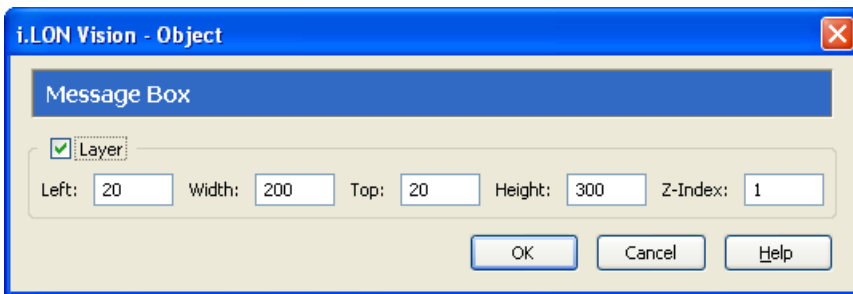 i.LON Vision - Object
Message Box
Layer
Left: 20 Width: 200 Top: 20 Height: 300 Z-Index: 1
OK Cancel Help